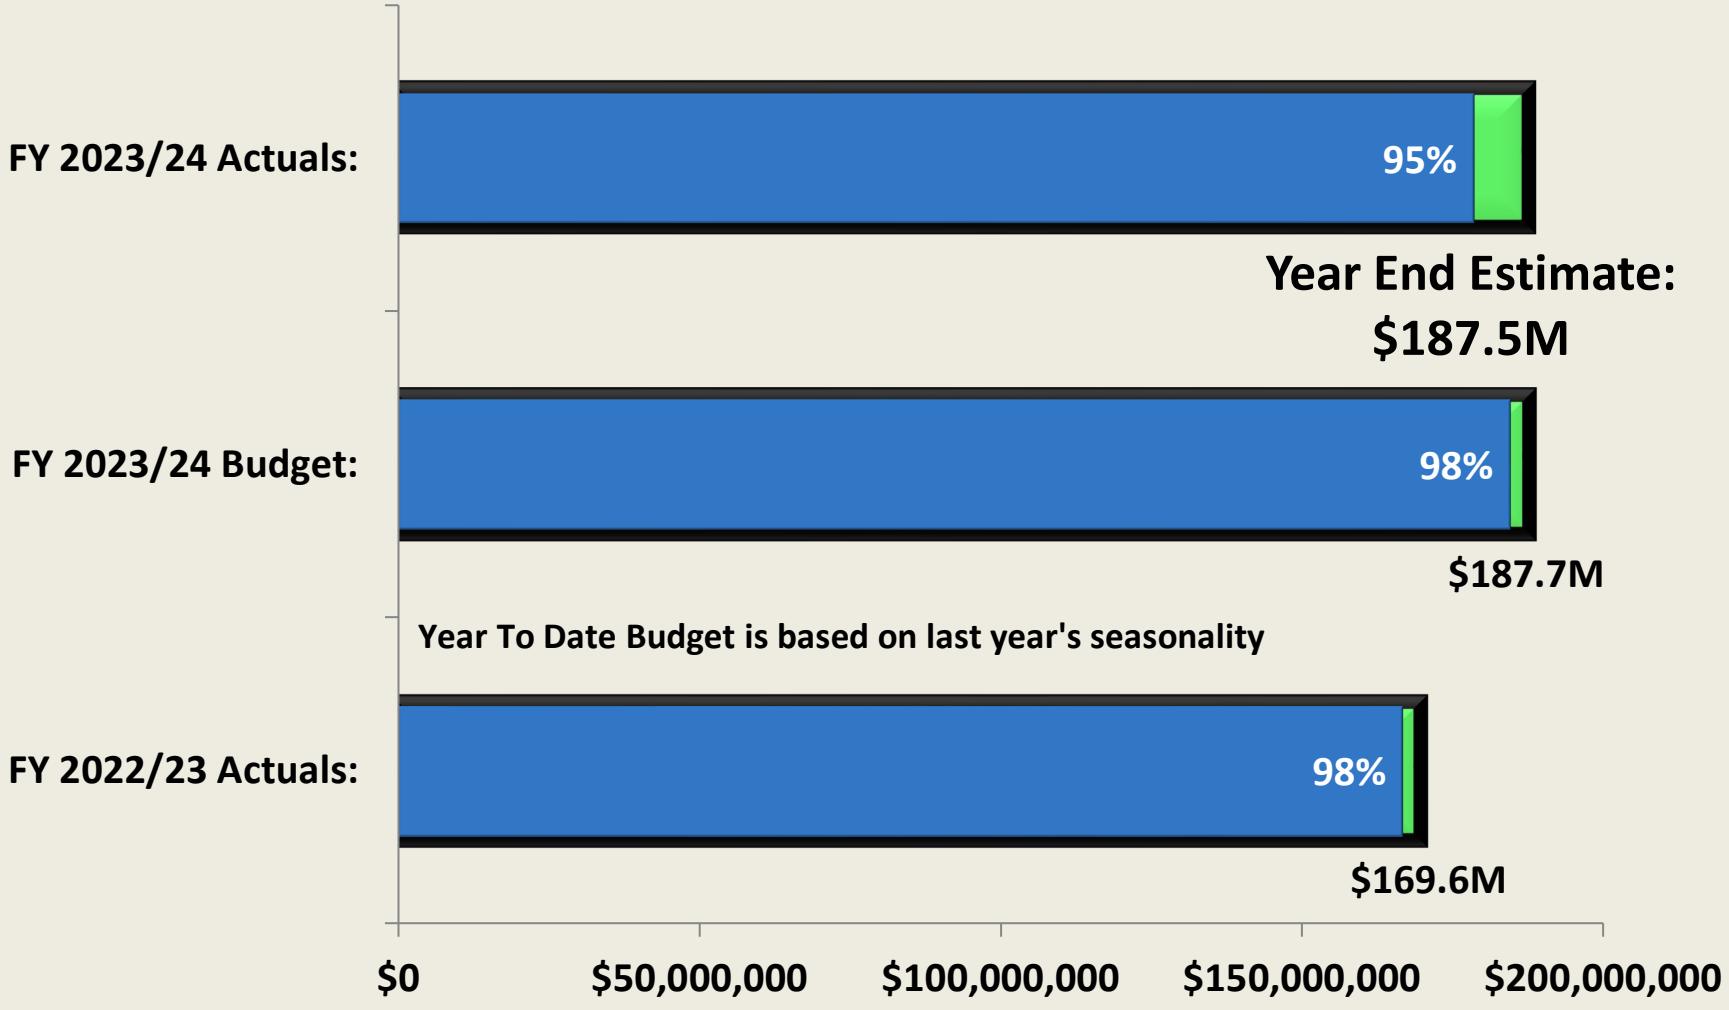 FY 2023/24 Actuals:
95%
Year End Estimate:
$187.5M
FY 2023/24 Budget:
98%
$187.7M
Year To Date Budget is based on last year's seasonality
FY 2022/23 Actuals:
98%
$169.6M
$0
$50,000,000
$100,000,000
$150,000,000
$200,000,000